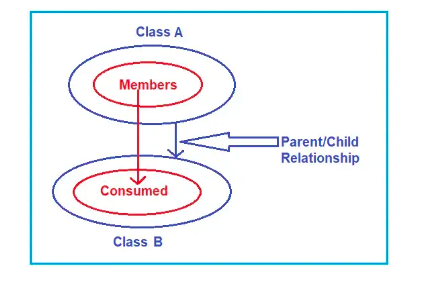 Class A
Members
Parent/Child
Relationship
Consumed
Class B